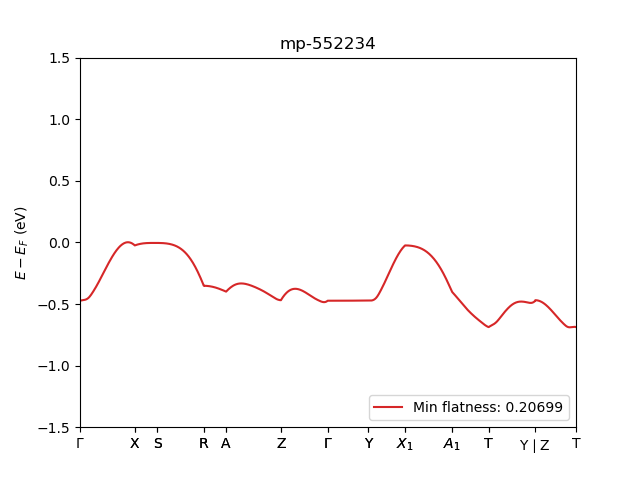 mp-552234
E − E_F (eV)
1.5
1.0
0.5
0.0
−0.5
−1.0
−1.5
Min flatness: 0.20699
Γ X S R A Z Γ Y X₁ A₁ T Y | Z T